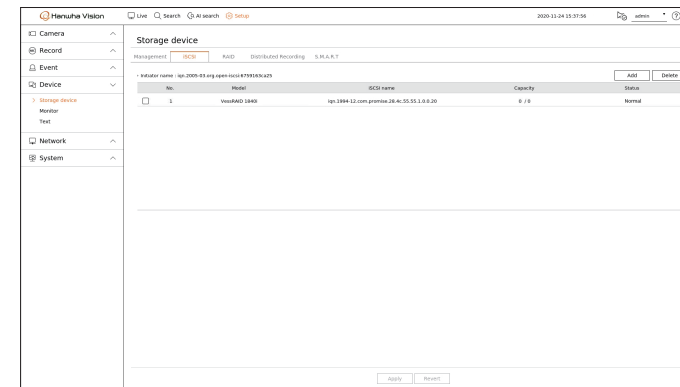 Hanwha Vision
Live Search AI search Setup 2020-11-24 15:37:56 admin
Camera
Record
Event
Device
Storage device
Monitor
Text
Network
System
Storage device
Management iSCSI RAID Distributed Recording S.M.A.R.T
Initiator name : iqn.2005-03.org.open-iscsi:6759163ca25
Add Delete
No. Model iSCSI name Capacity Status
1 VessRAID 1840i iqn.1994-12.com.promise.28.4c.55.55.1.0.0.20 0 / 0 Normal
Apply Revert